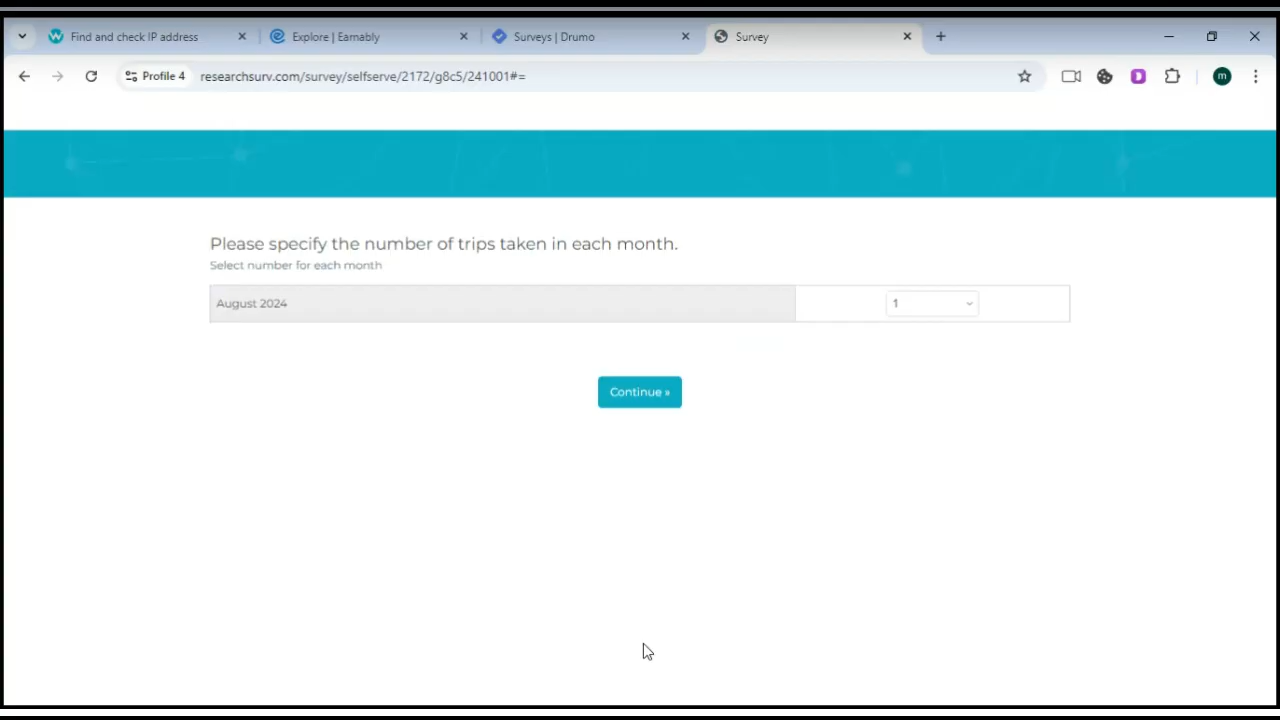 Find and check IP address
Explore | Earnably
Surveys | Drumo
Survey
Profile 4
researchsurv.com/survey/selfserve/2172/g8c5/241001#=
m
Please specify the number of trips taken in each month.
Select number for each month
August 2024
1
Continue »